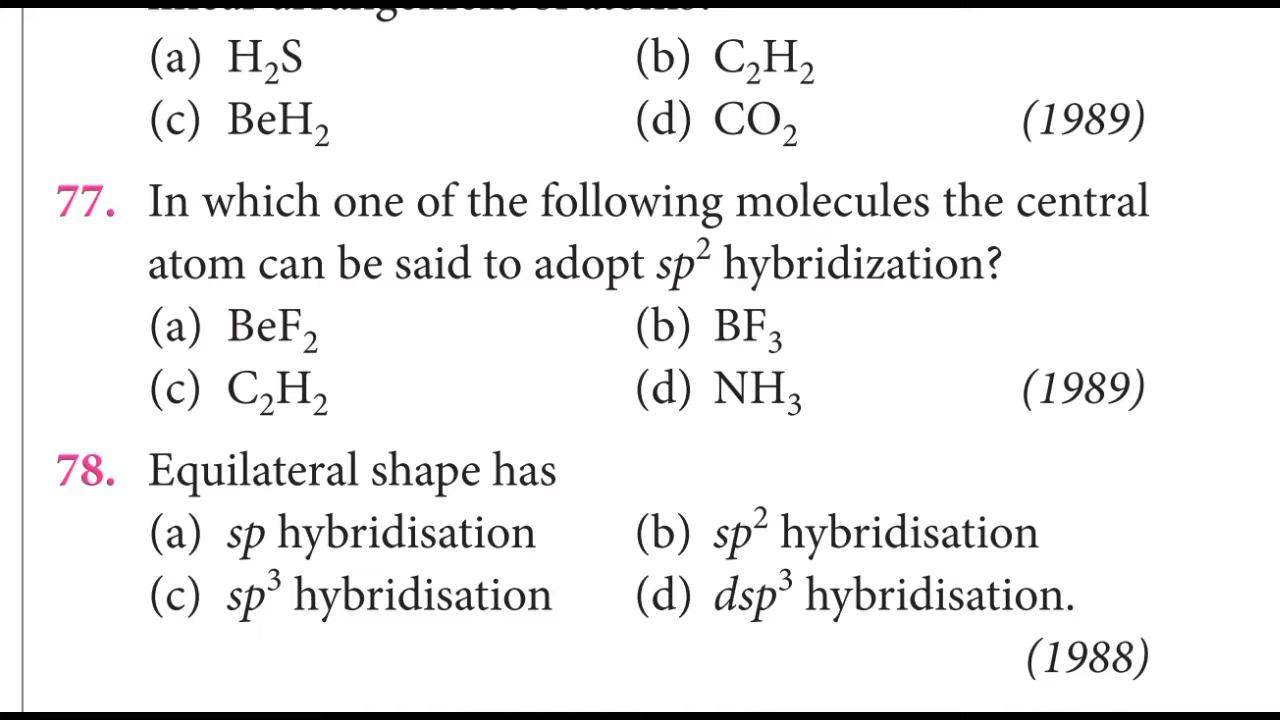 (a) H₂S (b) C₂H₂
(c) BeH₂ (d) CO₂ (1989)
77. In which one of the following molecules the central
atom can be said to adopt sp² hybridization?
(a) BeF₂ (b) BF₃
(c) C₂H₂ (d) NH₃ (1989)
78. Equilateral shape has
(a) sp hybridisation (b) sp² hybridisation
(c) sp³ hybridisation (d) dsp³ hybridisation.
(1988)